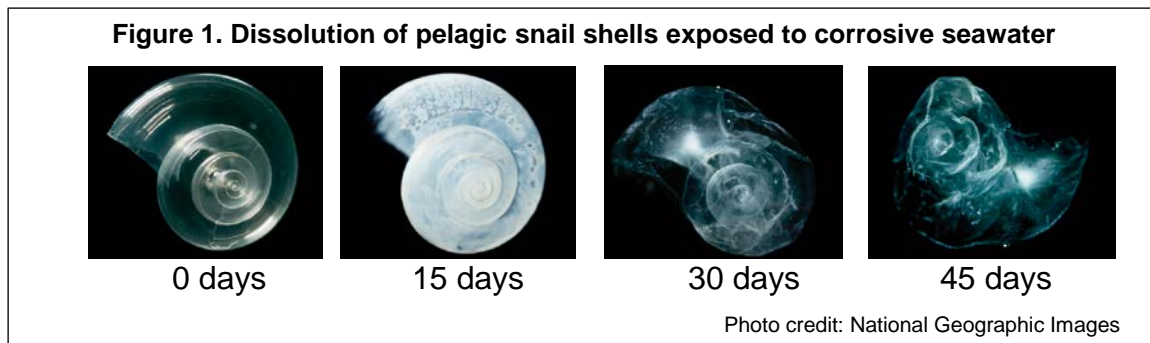 Figure 1. Dissolution of pelagic snail shells exposed to corrosive seawater
0 days
15 days
30 days
45 days
Photo credit: National Geographic Images